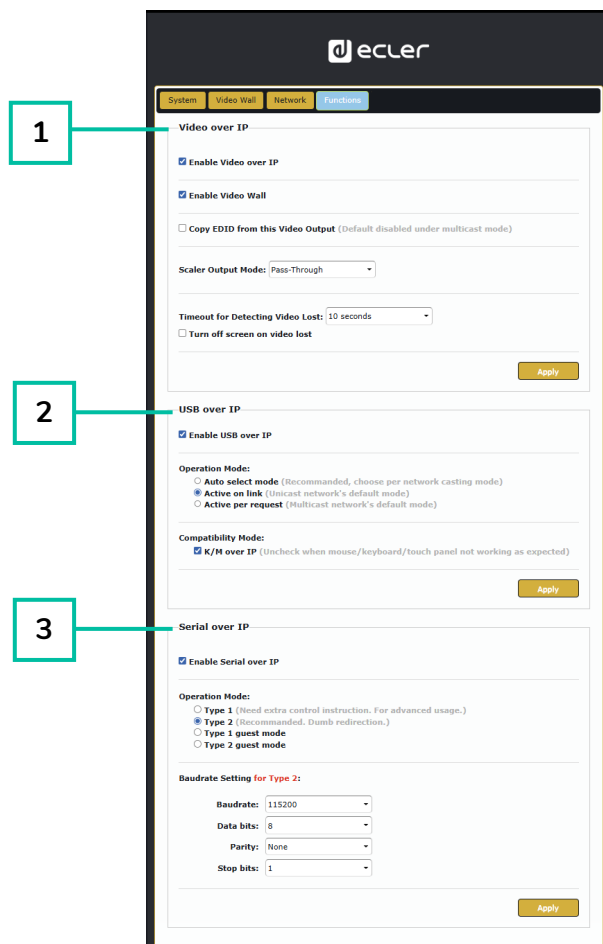 ecler
System Video Wall Network Functions
1
Video over IP
Enable Video over IP
Enable Video Wall
Copy EDID from this Video Output (Default disabled under multicast mode)
Scaler Output Mode: Pass-Through
Timeout for Detecting Video Lost: 10 seconds
Turn off screen on video lost
Apply
2
USB over IP
Enable USB over IP
Operation Mode:
Auto select mode (Recommanded, choose per network casting mode)
Active on link (Unicast network's default mode)
Active per request (Multicast network's default mode)
Compatibility Mode:
K/M over IP (Uncheck when mouse/keyboard/touch panel not working as expected)
Apply
3
Serial over IP
Enable Serial over IP
Operation Mode:
Type 1 (Need extra control instruction. For advanced usage.)
Type 2 (Recommanded. Dumb redirection.)
Type 1 guest mode
Type 2 guest mode
Baudrate Setting for Type 2:
Baudrate: 115200
Data bits: 8
Parity: None
Stop bits: 1
Apply